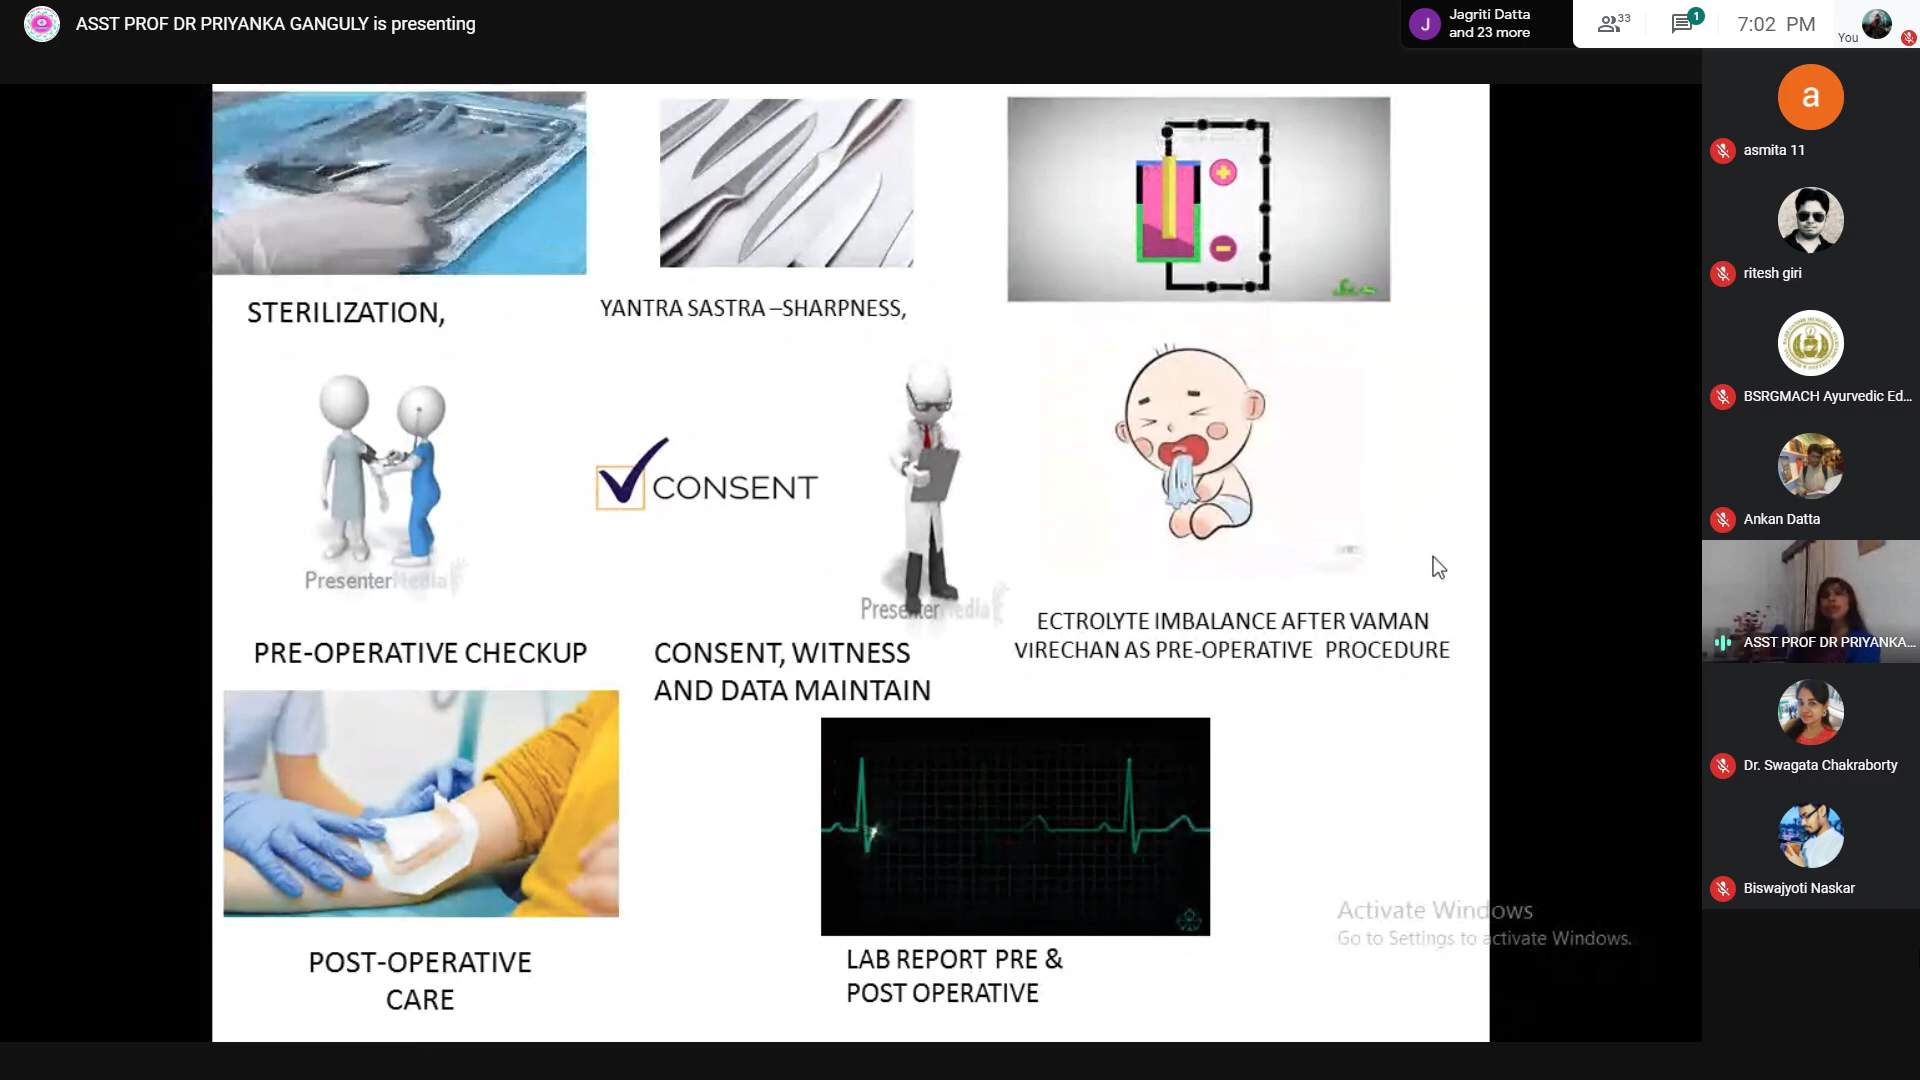 ASST PROF DR PRIYANKA GANGULY is presenting
J
Jagriti Datta
and 23 more
33
1
7:02 PM
You
STERILIZATION,
YANTRA SASTRA –SHARPNESS,
CONSENT
PresenterMedia
PresenterMedia
PRE-OPERATIVE CHECKUP
CONSENT, WITNESS
AND DATA MAINTAIN
ECTROLYTE IMBALANCE AFTER VAMAN
VIRECHAN AS PRE-OPERATIVE PROCEDURE
POST-OPERATIVE
CARE
LAB REPORT PRE &
POST OPERATIVE
Activate Windows
Go to Settings to activate Windows.
a
asmita 11
ritesh giri
BSRGMACH Ayurvedic Ed...
Ankan Datta
ASST PROF DR PRIYANKA...
Dr. Swagata Chakraborty
Biswajyoti Naskar